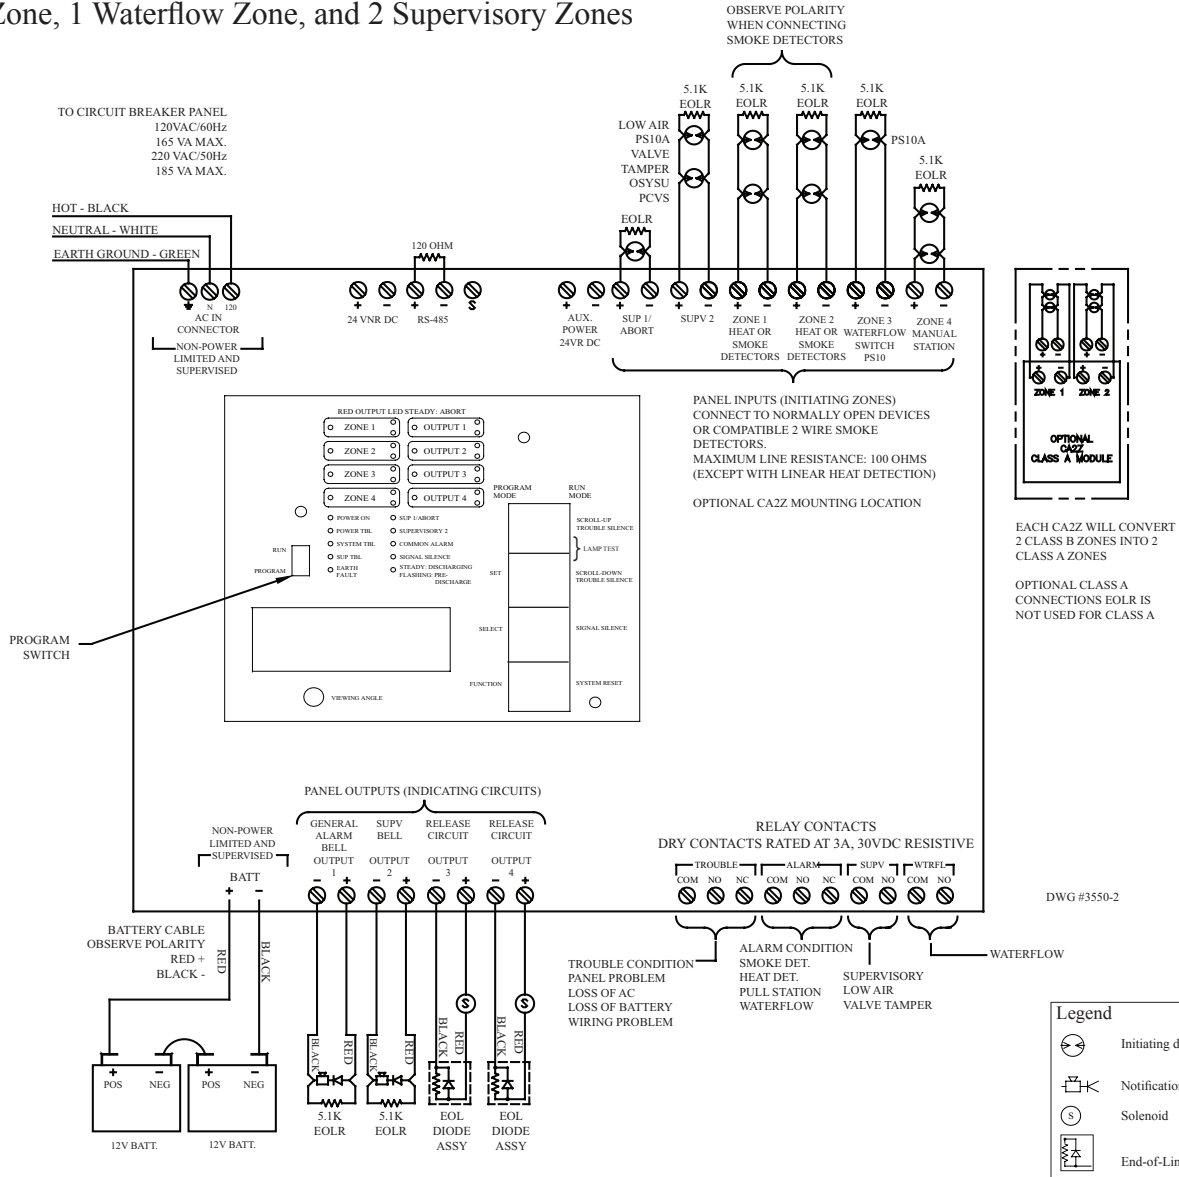 Zone, 1 Waterflow Zone, and 2 Supervisory Zones
OBSERVE POLARITY
WHEN CONNECTING
SMOKE DETECTORS
TO CIRCUIT BREAKER PANEL
120VAC/60Hz
165 VA MAX.
220 VAC/50Hz
185 VA MAX.
HOT - BLACK
NEUTRAL - WHITE
EARTH GROUND - GREEN
5.1K
EOLR
5.1K
EOLR
5.1K
EOLR
5.1K
EOLR
LOW AIR
PS10A
VALVE
TAMPER
OSYSU
PCVS
PS10A
5.1K
EOLR
EOLR
120 OHM
N
120
AC IN
CONNECTOR
NON-POWER
LIMITED AND
SUPERVISED
+ -
24 VNR DC
+ -
RS-485
S
+ -
AUX.
POWER
24VR DC
+ -
SUP 1/
ABORT
+ -
SUPV 2
+ -
ZONE 1
HEAT OR
SMOKE
DETECTORS
+ -
ZONE 2
HEAT OR
SMOKE
DETECTORS
+ -
ZONE 3
WATERFLOW
SWITCH
PS10
+ -
ZONE 4
MANUAL
STATION
PANEL INPUTS (INITIATING ZONES)
CONNECT TO NORMALLY OPEN DEVICES
OR COMPATIBLE 2 WIRE SMOKE
DETECTORS.
MAXIMUM LINE RESISTANCE: 100 OHMS
(EXCEPT WITH LINEAR HEAT DETECTION)
OPTIONAL CA2Z MOUNTING LOCATION
+ - + -
+ - + -
ZONE 1 ZONE 2
OPTIONAL
CA2Z
CLASS A MODULE
EACH CA2Z WILL CONVERT
2 CLASS B ZONES INTO 2
CLASS A ZONES
OPTIONAL CLASS A
CONNECTIONS EOLR IS
NOT USED FOR CLASS A
RED OUTPUT LED STEADY: ABORT
ZONE 1 OUTPUT 1
ZONE 2 OUTPUT 2
ZONE 3 OUTPUT 3
ZONE 4 OUTPUT 4
POWER ON SUP 1/ABORT
POWER TBL SUPERVISORY 2
SYSTEM TBL COMMON ALARM
SUP TBL SIGNAL SILENCE
EARTH
FAULT
STEADY: DISCHARGING
FLASHING: PRE-
DISCHARGE
RUN
PROGRAM
PROGRAM
MODE
RUN
MODE
SCROLL-UP
TROUBLE SILENCE
LAMP TEST
SET
SCROLL-DOWN
TROUBLE SILENCE
SELECT
SIGNAL SILENCE
FUNCTION
SYSTEM RESET
VIEWING ANGLE
PROGRAM
SWITCH
PANEL OUTPUTS (INDICATING CIRCUITS)
NON-POWER
LIMITED AND
SUPERVISED
BATT
+ -
GENERAL
ALARM
BELL
OUTPUT
1
- +
SUPV
BELL
OUTPUT
2
- +
RELEASE
CIRCUIT
OUTPUT
3
- +
RELEASE
CIRCUIT
OUTPUT
4
- +
RELAY CONTACTS
DRY CONTACTS RATED AT 3A, 30VDC RESISTIVE
TROUBLE
COM NO NC
ALARM
COM NO NC
SUPV
COM NO
WTRFL
COM NO
DWG #3550-2
BATTERY CABLE
OBSERVE POLARITY
RED +
BLACK -
RED
BLACK
TROUBLE CONDITION
PANEL PROBLEM
LOSS OF AC
LOSS OF BATTERY
WIRING PROBLEM
ALARM CONDITION
SMOKE DET.
HEAT DET.
PULL STATION
WATERFLOW
SUPERVISORY
LOW AIR
VALVE TAMPER
WATERFLOW
+ -
POS NEG
12V BATT.
+ -
POS NEG
12V BATT.
BLACK
RED
5.1K
EOLR
BLACK
RED
5.1K
EOLR
S
BLACK
RED
EOL
DIODE
ASSY
S
BLACK
RED
EOL
DIODE
ASSY
Legend
Initiating d
Notification
S Solenoid
End-of-Lin